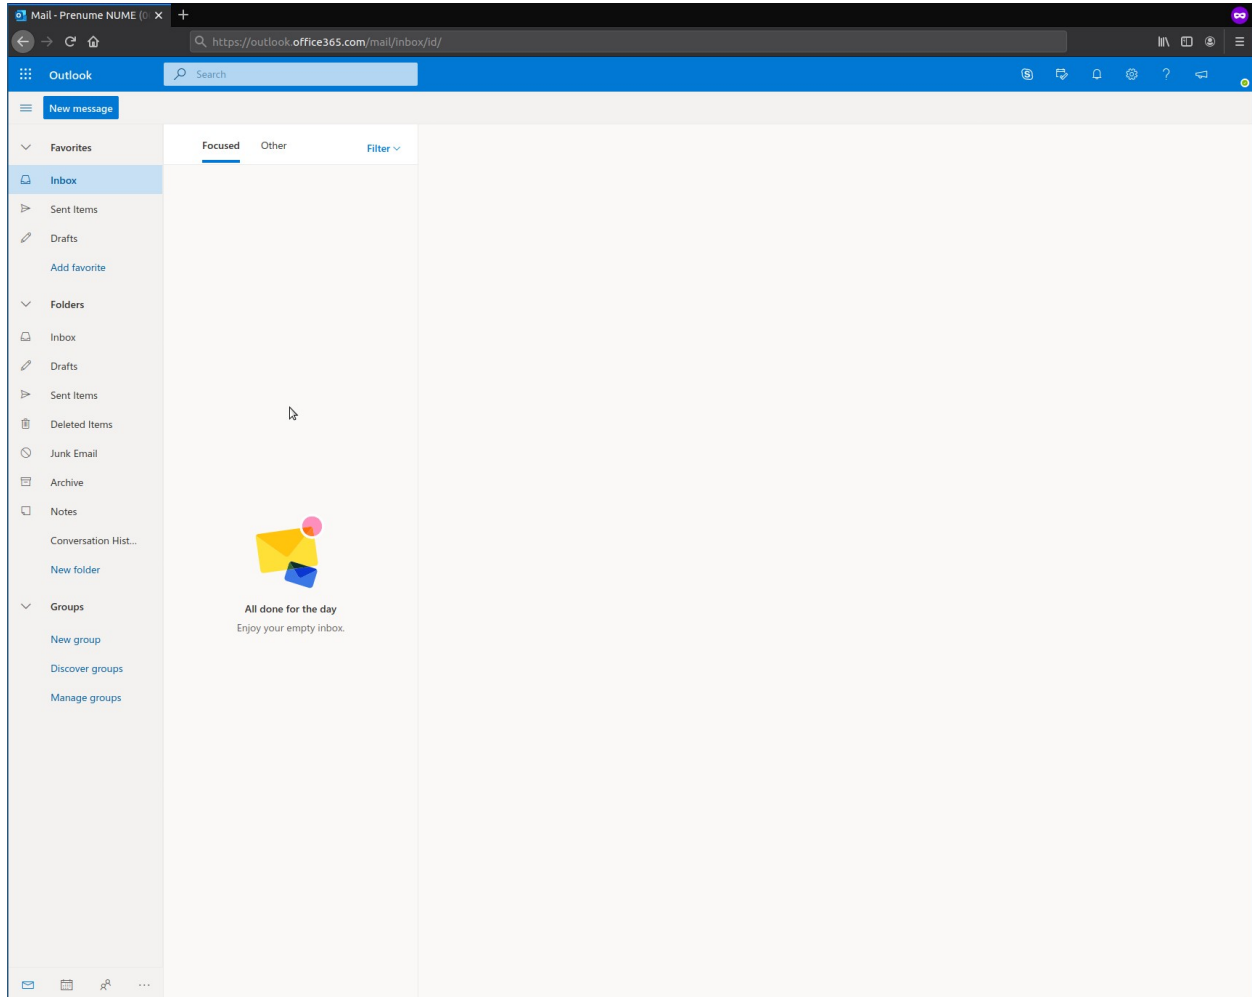 Mail - Prenume NUME (0
https://outlook.office365.com/mail/inbox/id/
Outlook
Search
New message
Favorites
Focused Other Filter
Inbox
Sent Items
Drafts
Add favorite
Folders
Inbox
Drafts
Sent Items
Deleted Items
Junk Email
Archive
Notes
Conversation Hist...
New folder
Groups
New group
Discover groups
Manage groups
All done for the day
Enjoy your empty inbox.